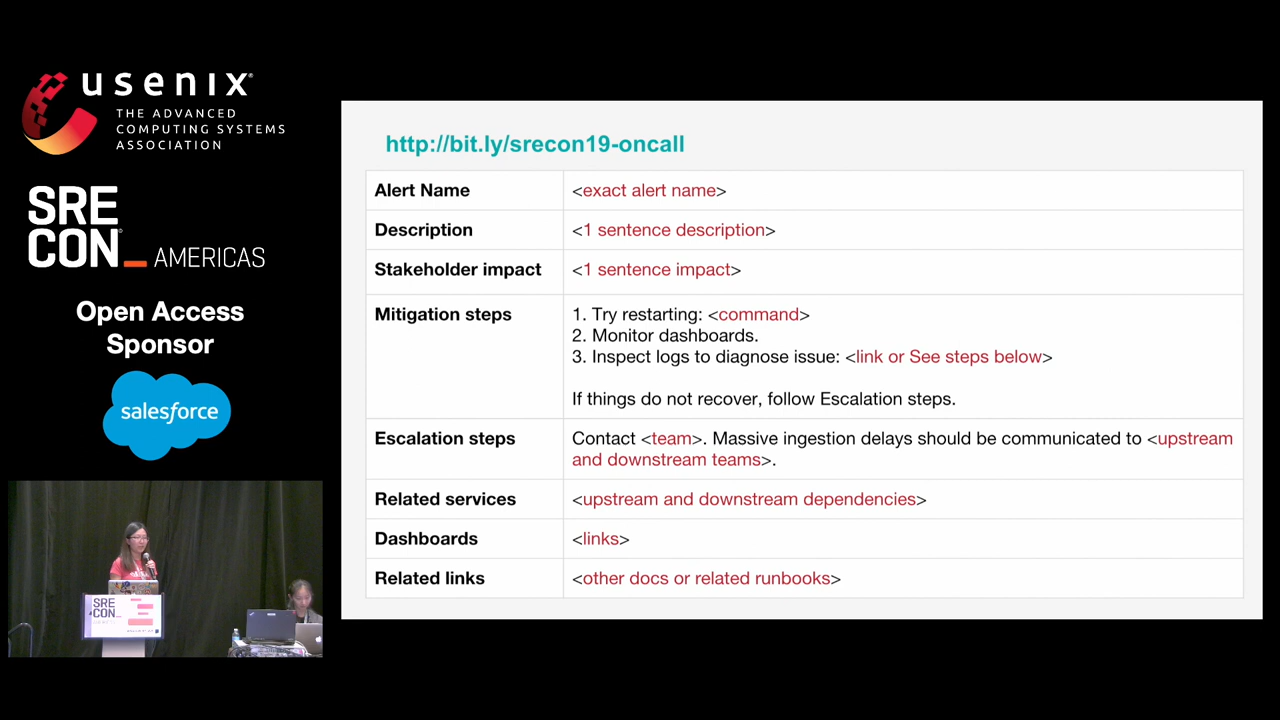 usenix
THE ADVANCED
COMPUTING SYSTEMS
ASSOCIATION
SRE
CON AMERICAS
Open Access
Sponsor
salesforce
SRE
CON
http://bit.ly/srecon19-oncall
Alert Name <exact alert name>
Description <1 sentence description>
Stakeholder impact <1 sentence impact>
Mitigation steps 1. Try restarting: <command>
2. Monitor dashboards.
3. Inspect logs to diagnose issue: <link or See steps below>
If things do not recover, follow Escalation steps.
Escalation steps Contact <team>. Massive ingestion delays should be communicated to <upstream
and downstream teams>.
Related services <upstream and downstream dependencies>
Dashboards <links>
Related links <other docs or related runbooks>